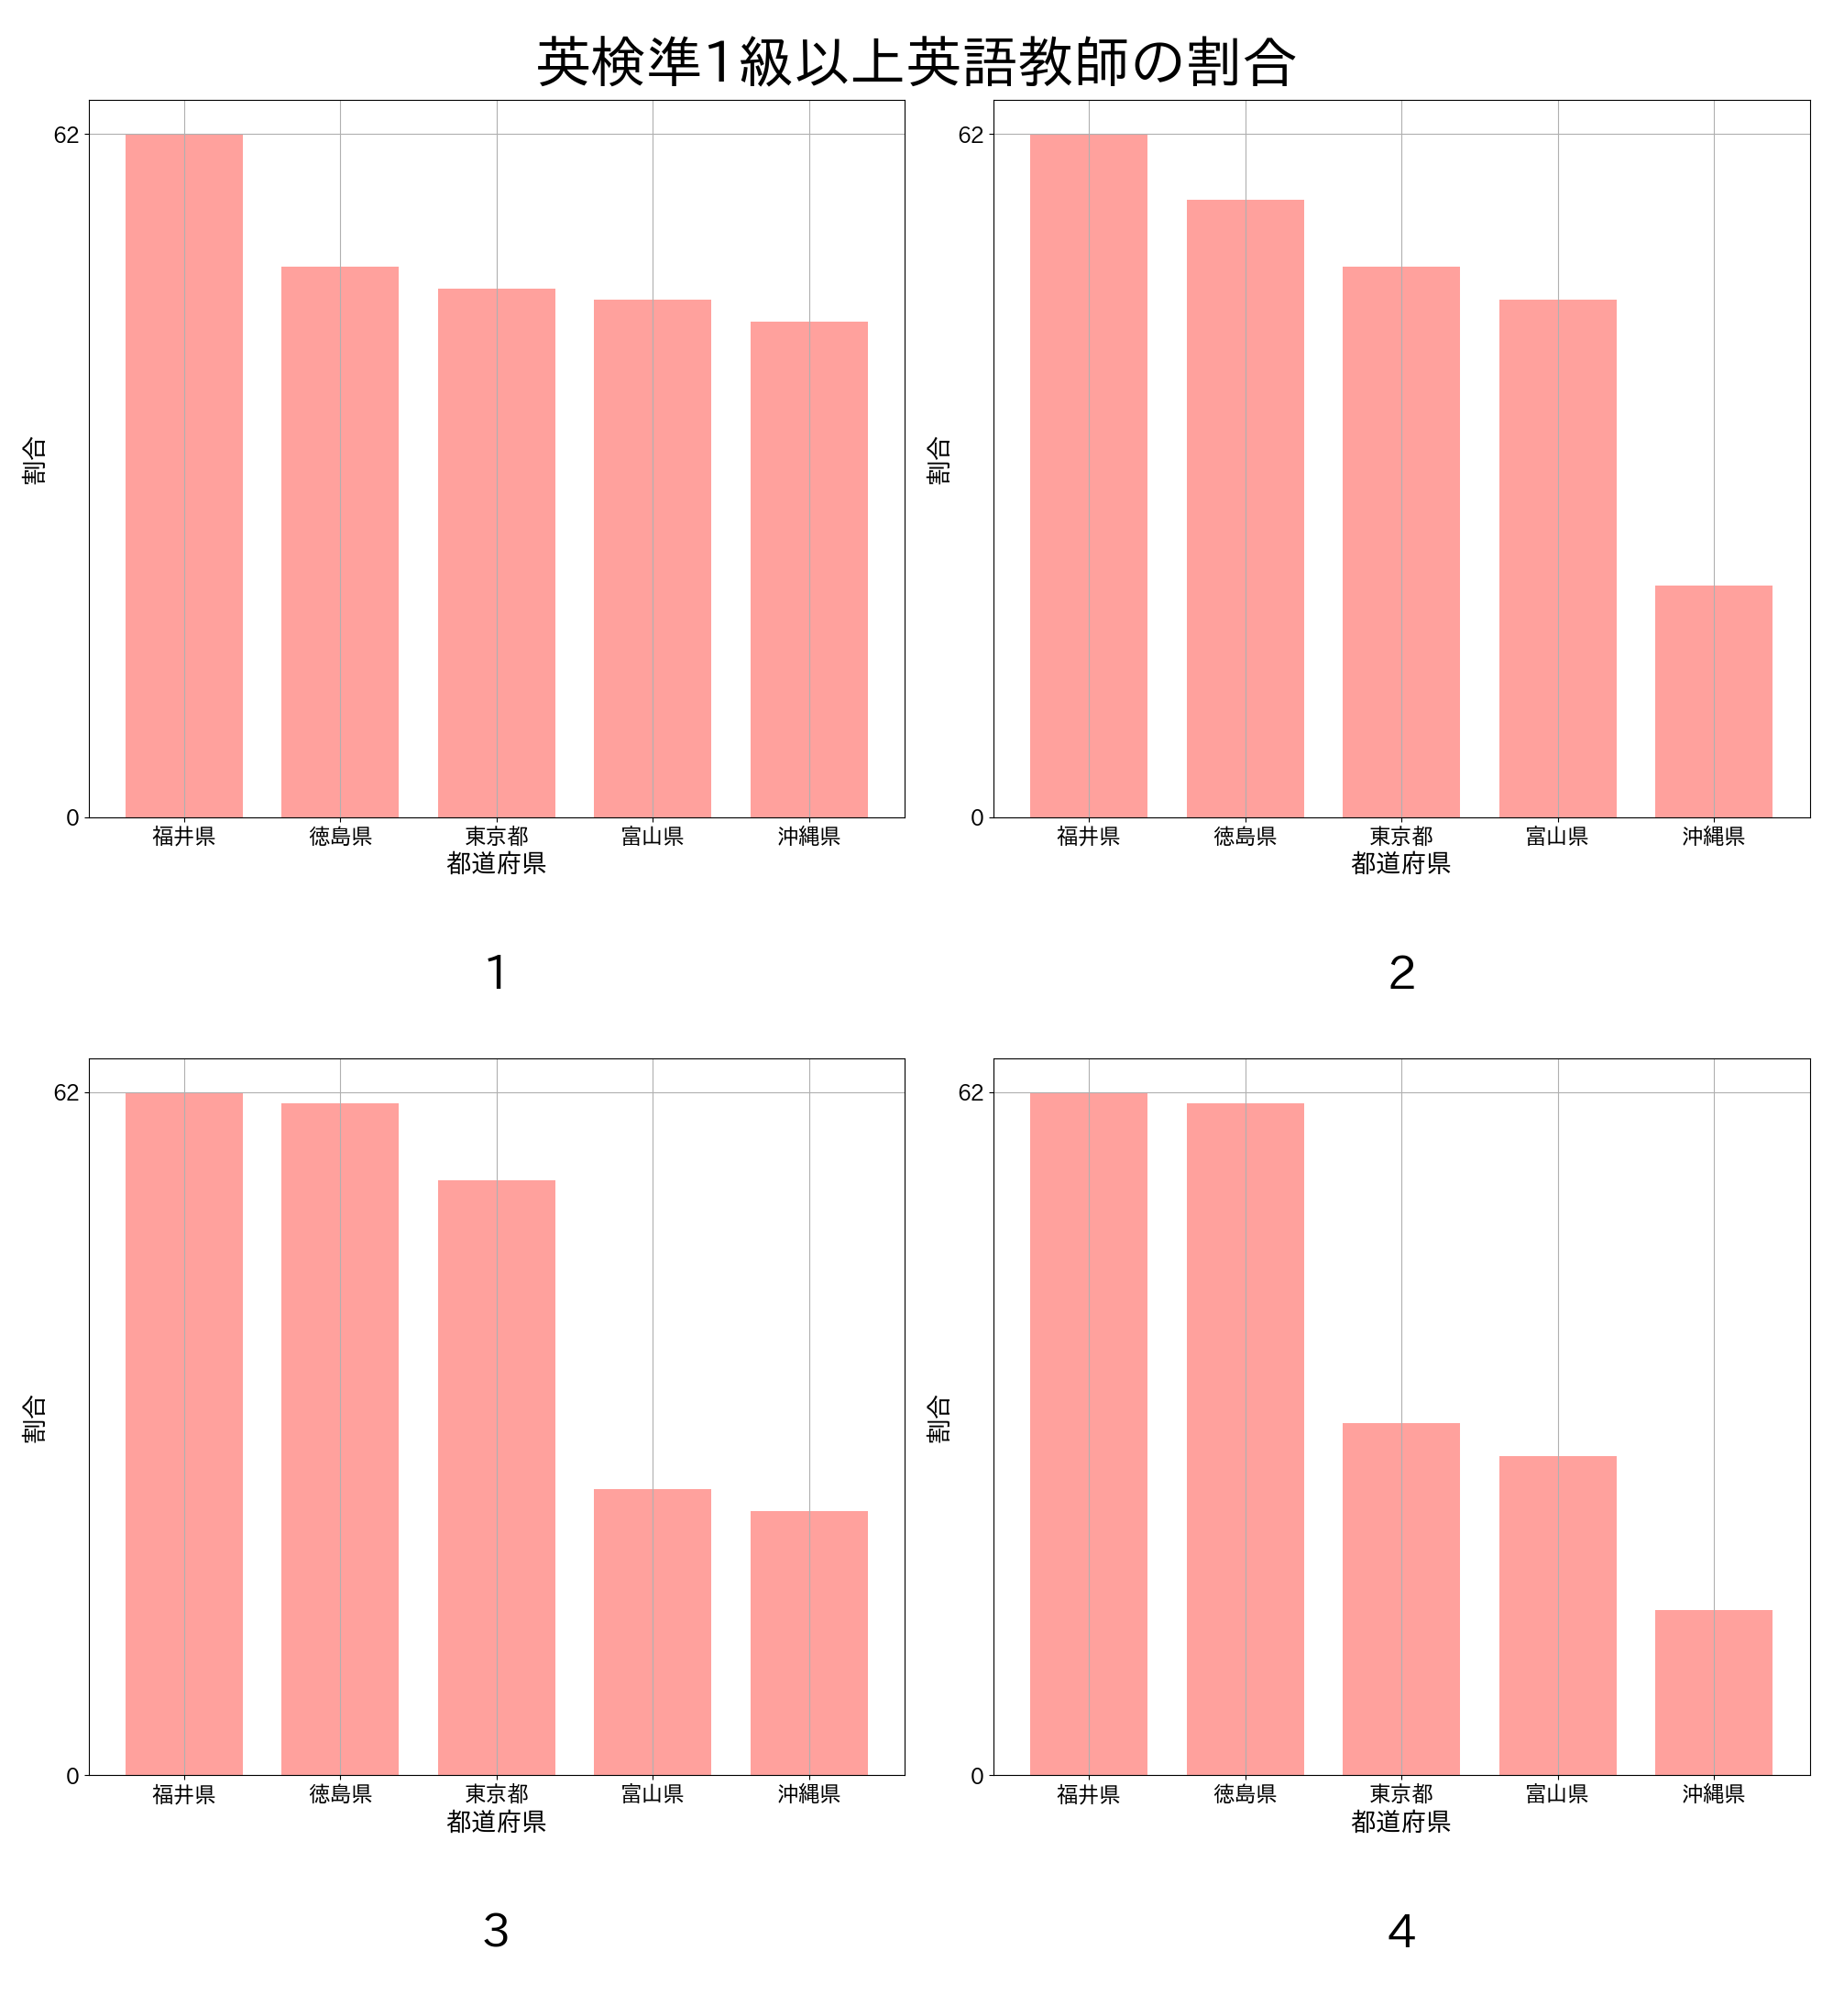 英検準1級以上英語教師の割合
62
0
割合
福井県 徳島県 東京都 富山県 沖縄県
都道府県
1
62
0
割合
福井県 徳島県 東京都 富山県 沖縄県
都道府県
2
62
0
割合
福井県 徳島県 東京都 富山県 沖縄県
都道府県
3
62
0
割合
福井県 徳島県 東京都 富山県 沖縄県
都道府県
4